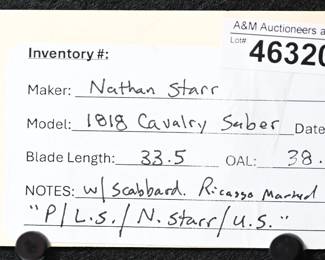 A&M Auctioneers a
Lot# 46320
Inventory #:
Maker: Nathan Starr
Model: 1818 Cavalry Saber Date
Blade Length: 33.5 OAL: 38.
NOTES: w/ Scabbard. Ricasso Marked
"P/L.S./N.Starr/U.S."